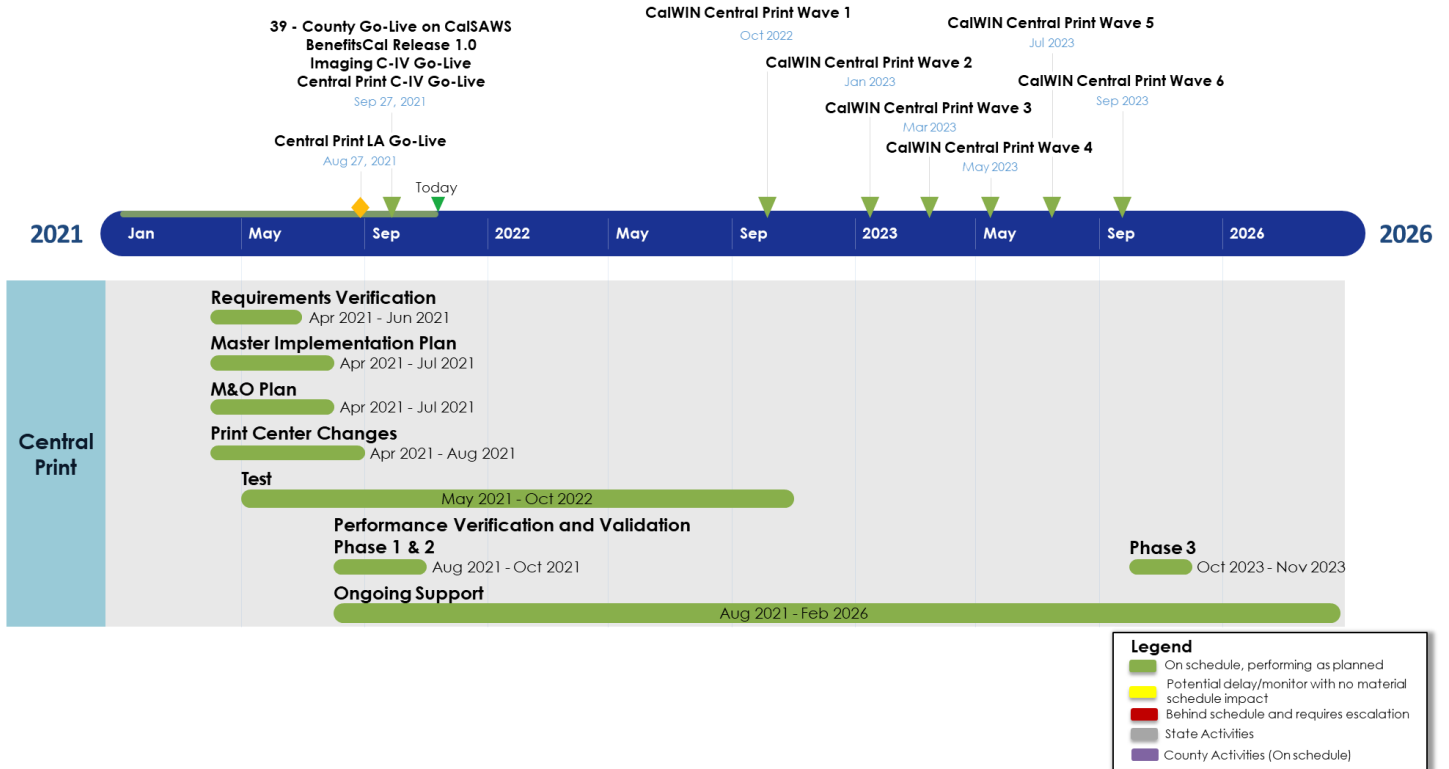 CalWIN Central Print Wave 1
Oct 2022
39 - County Go-Live on CalSAWS
BenefitsCal Release 1.0
Imaging C-IV Go-Live
Central Print C-IV Go-Live
Sep 27, 2021
CalWIN Central Print Wave 5
Jul 2023
CalWIN Central Print Wave 2
Jan 2023
CalWIN Central Print Wave 6
Sep 2023
CalWIN Central Print Wave 3
Mar 2023
Central Print LA Go-Live
Aug 27, 2021
CalWIN Central Print Wave 4
May 2023
Today
2021 Jan May Sep 2022 May Sep 2023 May Sep 2026 2026
Central
Print
Requirements Verification
Apr 2021 - Jun 2021
Master Implementation Plan
Apr 2021 - Jul 2021
M&O Plan
Apr 2021 - Jul 2021
Print Center Changes
Apr 2021 - Aug 2021
Test
May 2021 - Oct 2022
Performance Verification and Validation
Phase 1 & 2
Aug 2021 - Oct 2021
Phase 3
Oct 2023 - Nov 2023
Ongoing Support
Aug 2021 - Feb 2026
Legend
On schedule, performing as planned
Potential delay/monitor with no material
schedule impact
Behind schedule and requires escalation
State Activities
County Activities (On schedule)